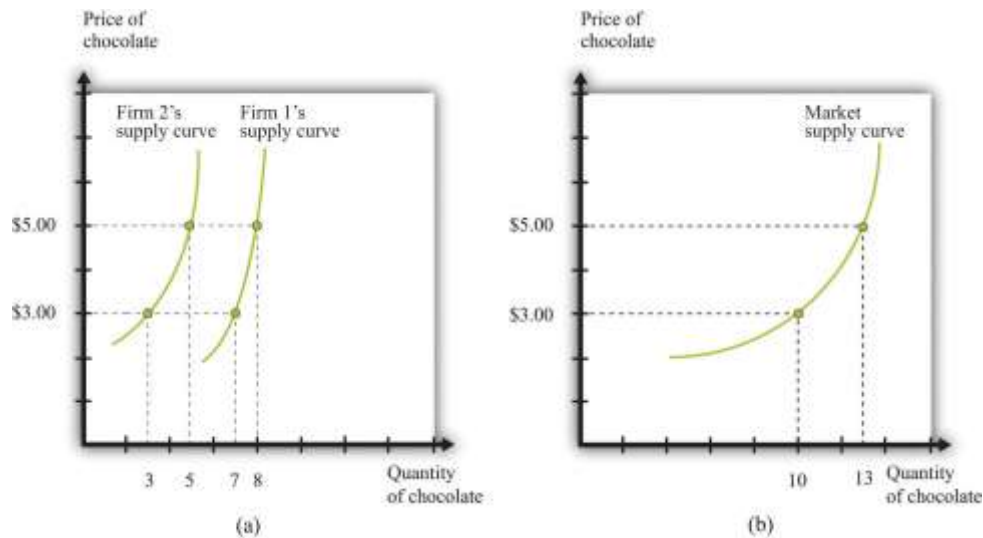 Price of
chocolate
Firm 2's
supply curve
Firm 1's
supply curve
$5.00
$3.00
3
5
7
8
Quantity
of chocolate
(a)
Price of
chocolate
Market
supply curve
$5.00
$3.00
10
13
Quantity
of chocolate
(b)